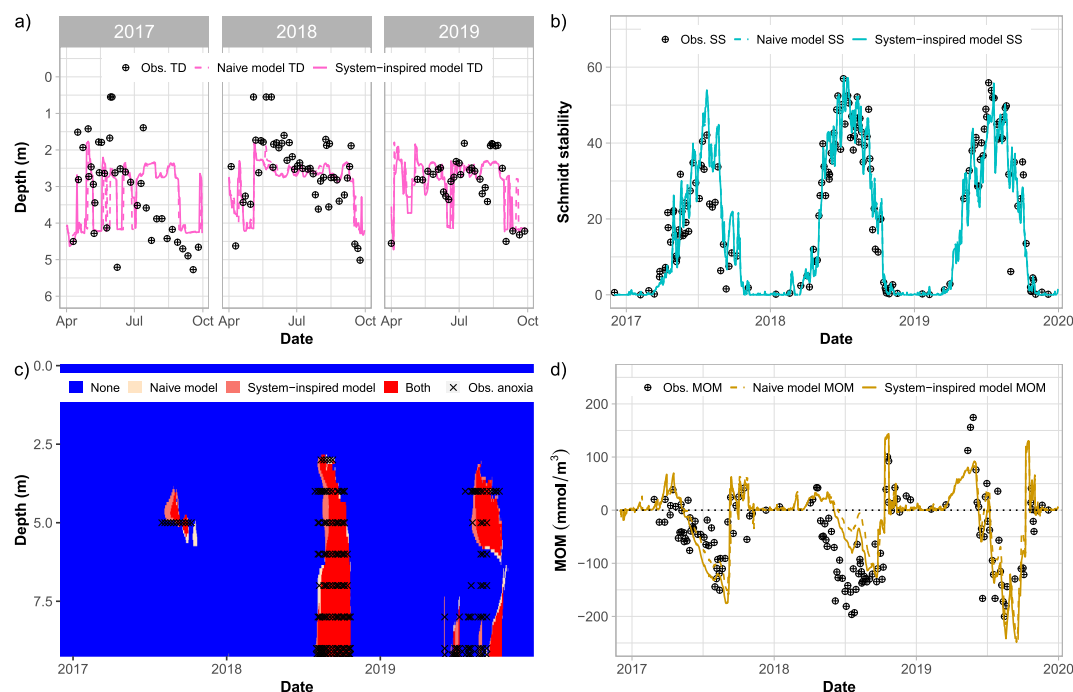 a)
2017
2018
2019
Obs. TD
Naive model TD
System−inspired model TD
0
1
2
3
4
5
6
Depth (m)
Apr
Jul
Oct
Apr
Jul
Oct
Apr
Jul
Oct
Date
b)
Obs. SS
Naive model SS
System−inspired model SS
60
40
20
0
Schmidt stability
2017
2018
2019
2020
Date
c)
None
Naive model
System−inspired model
Both
Obs. anoxia
0.0
2.5
5.0
7.5
Depth (m)
2017
2018
2019
Date
d)
Obs. MOM
Naive model MOM
System−inspired model MOM
200
100
0
−100
−200
MOM (mmol/m³)
2017
2018
2019
2020
Date